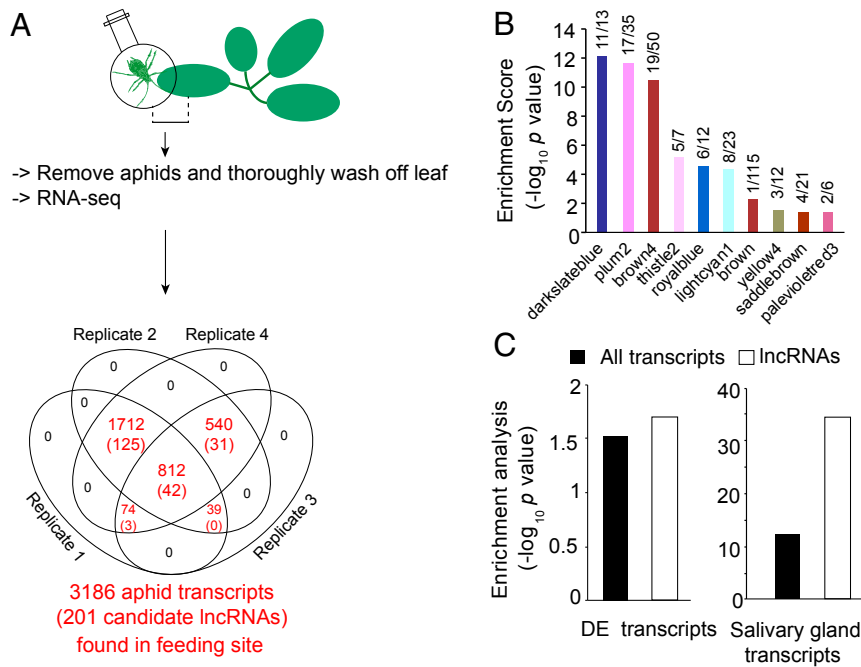 A
-> Remove aphids and thoroughly wash off leaf
-> RNA-seq
Replicate 2
Replicate 4
0
0
0
0
0
1712
(125)
540
(31)
812
(42)
0
0
74
(3)
39
(0)
0
Replicate 1
Replicate 3
3186 aphid transcripts
(201 candidate lncRNAs)
found in feeding site
B
Enrichment Score
(-log10 p value)
14
12
10
8
6
4
2
0
11/13
17/35
19/50
5/7
6/12
8/23
1/115
3/12
4/21
2/6
darkslateblue
plum2
brown4
thistle2
royalblue
lightcyan1
brown
yellow4
saddlebrown
palevioletred3
C
All transcripts
lncRNAs
Enrichment analysis
(-log10 p value)
2
1.5
1
0.5
0
DE transcripts
40
30
20
10
0
Salivary gland
transcripts